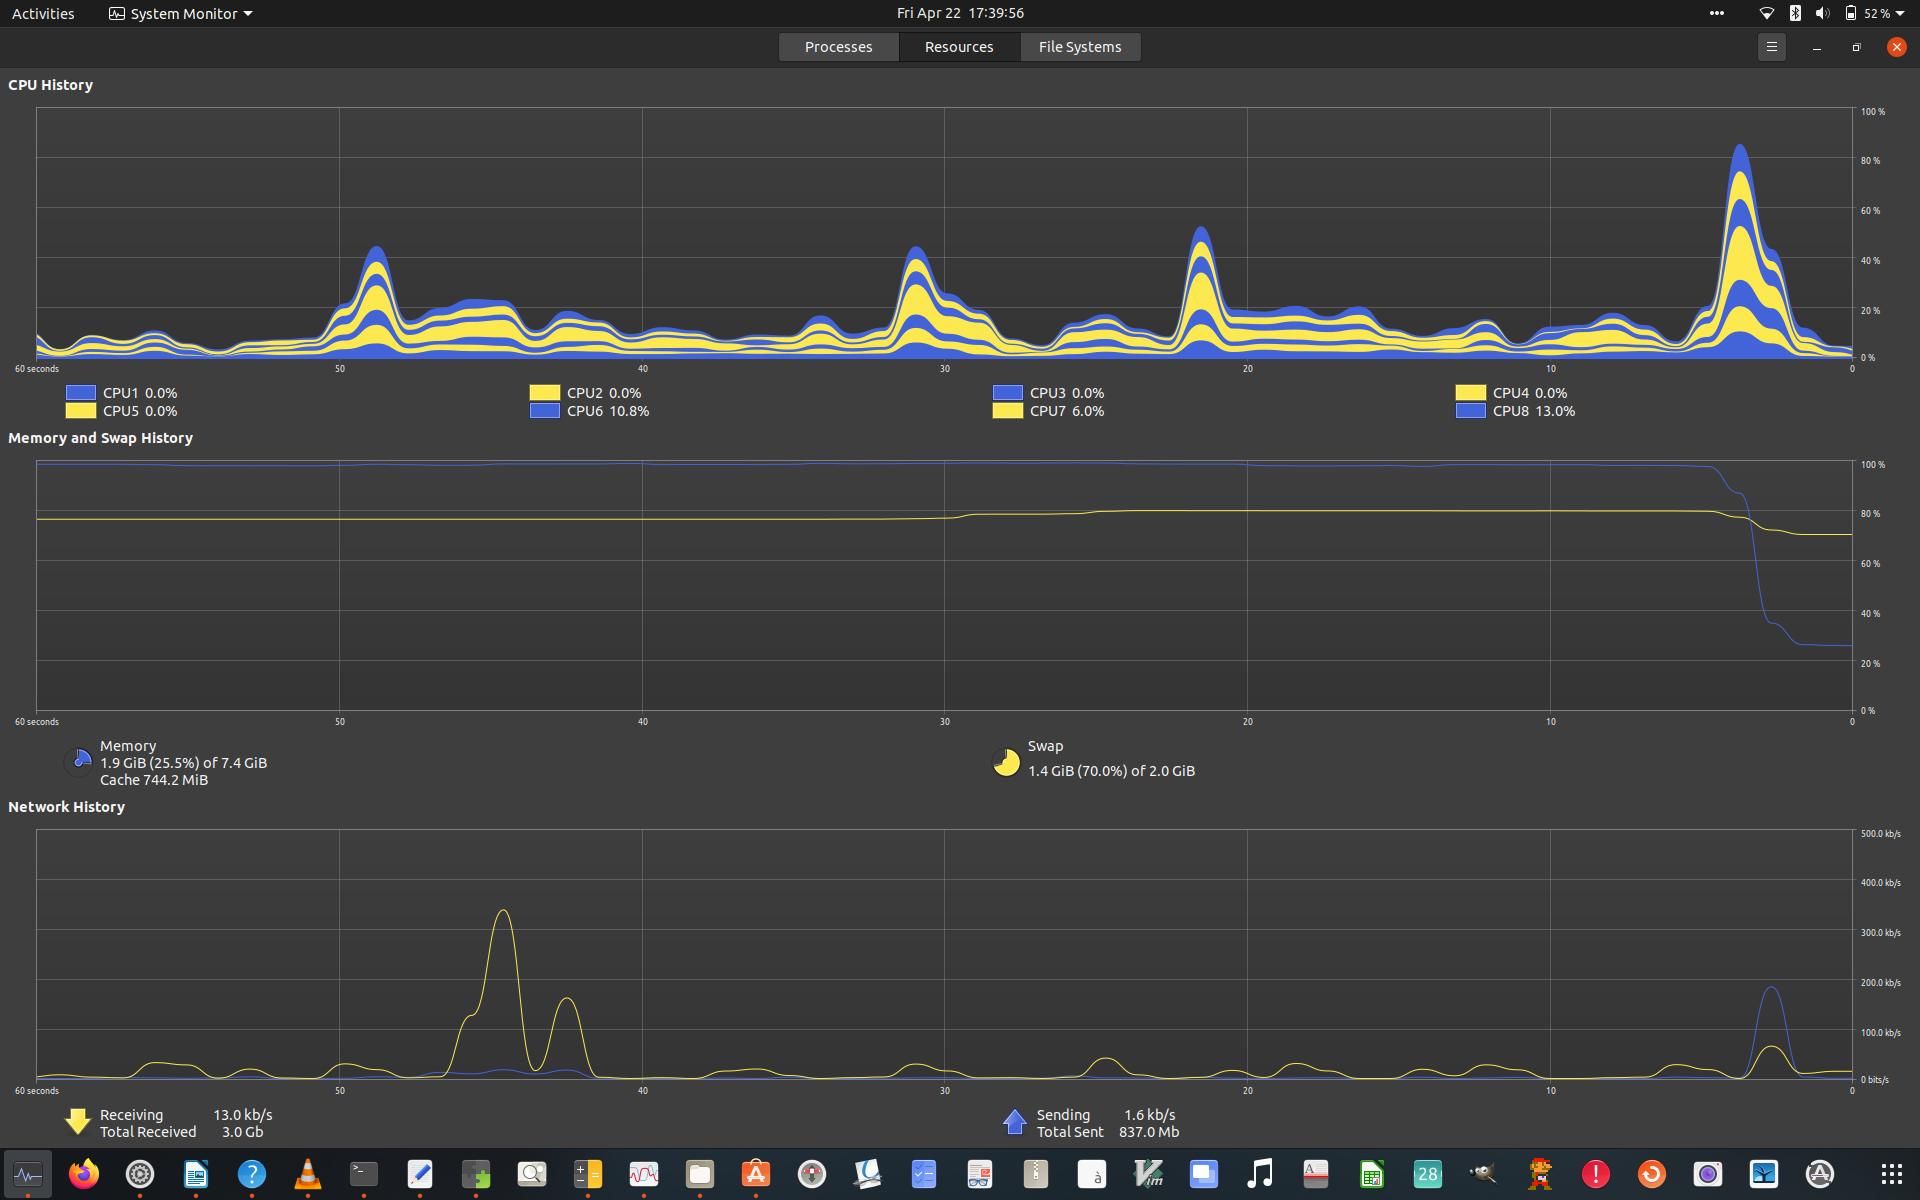 Activities System Monitor Fri Apr 22 17:39:56 52 %
Processes Resources File Systems
CPU History
100 %
80 %
60 %
40 %
20 %
0 %
60 seconds 50 40 30 20 10 0
CPU1 0.0% CPU2 0.0% CPU3 0.0% CPU4 0.0%
CPU5 0.0% CPU6 10.8% CPU7 6.0% CPU8 13.0%
Memory and Swap History
100 %
80 %
60 %
40 %
20 %
0 %
60 seconds 50 40 30 20 10 0
Memory Swap
1.9 GiB (25.5%) of 7.4 GiB 1.4 GiB (70.0%) of 2.0 GiB
Cache 744.2 MiB
Network History
500.0 kb/s
400.0 kb/s
300.0 kb/s
200.0 kb/s
100.0 kb/s
0 bits/s
60 seconds 50 40 30 20 10 0
Receiving 13.0 kb/s Sending 1.6 kb/s
Total Received 3.0 Gb Total Sent 837.0 Mb
? >_ à Vim A 28 !